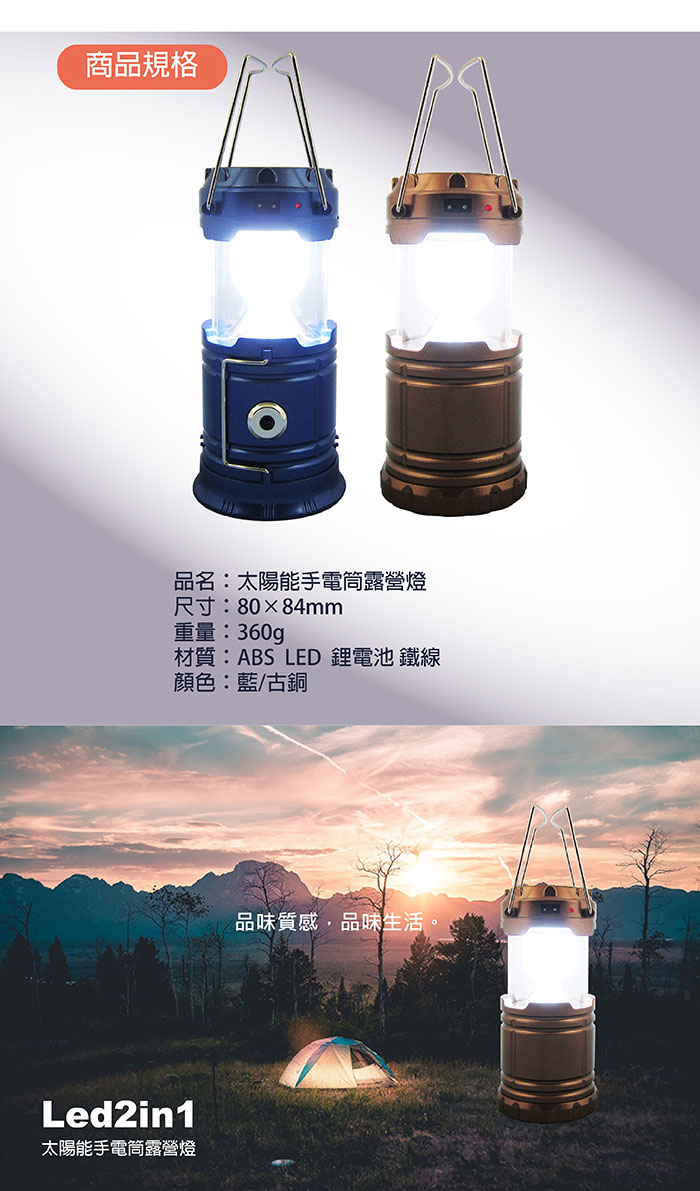 商品規格
品名：太陽能手電筒露營燈
尺寸：80×84mm
重量：360g
材質：ABS LED 鋰電池 鐵線
顏色：藍/古銅
品味質感，品味生活。
Led2in1
太陽能手電筒露營燈